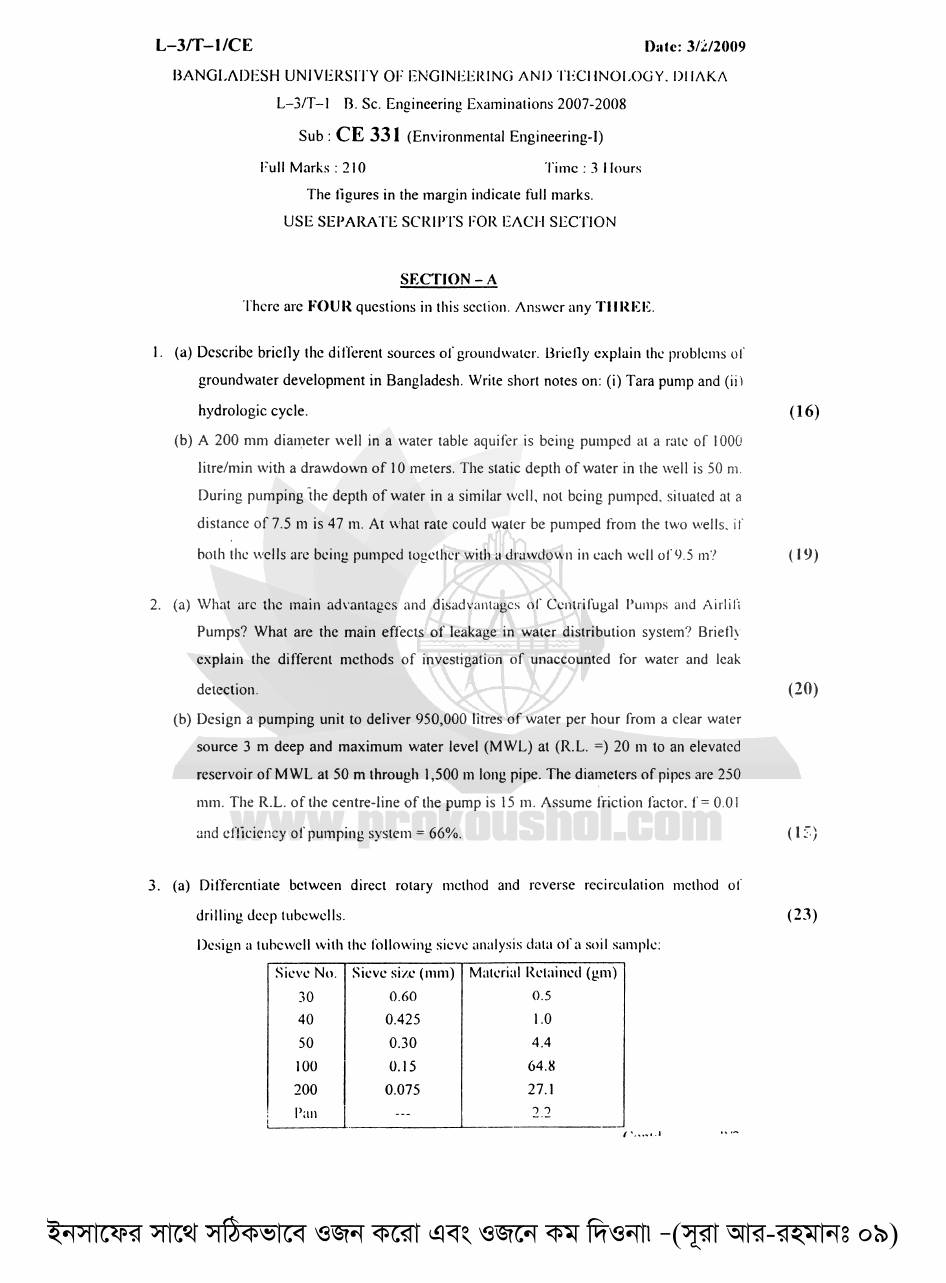 L–3/T–1/CE Date: 3/2/2009
BANGLADESH UNIVERSITY OF ENGINEERING AND TECHNOLOGY, DHAKA
L–3/T–1 B. Sc. Engineering Examinations 2007-2008
Sub : CE 331 (Environmental Engineering-I)
Full Marks : 210 Time : 3 Hours
The figures in the margin indicate full marks.
USE SEPARATE SCRIPTS FOR EACH SECTION
SECTION – A
There are FOUR questions in this section. Answer any THREE.
1. (a) Describe briefly the different sources of groundwater. Briefly explain the problems of
groundwater development in Bangladesh. Write short notes on: (i) Tara pump and (ii)
hydrologic cycle. (16)
(b) A 200 mm diameter well in a water table aquifer is being pumped at a rate of 1000
litre/min with a drawdown of 10 meters. The static depth of water in the well is 50 m.
During pumping the depth of water in a similar well, not being pumped, situated at a
distance of 7.5 m is 47 m. At what rate could water be pumped from the two wells, if
both the wells are being pumped together with a drawdown in each well of 9.5 m? (19)
2. (a) What are the main advantages and disadvantages of Centrifugal Pumps and Airlift
Pumps? What are the main effects of leakage in water distribution system? Briefly
explain the different methods of investigation of unaccounted for water and leak
detection. (20)
(b) Design a pumping unit to deliver 950,000 litres of water per hour from a clear water
source 3 m deep and maximum water level (MWL) at (R.L. =) 20 m to an elevated
reservoir of MWL at 50 m through 1,500 m long pipe. The diameters of pipes are 250
mm. The R.L. of the centre-line of the pump is 15 m. Assume friction factor, f = 0.01
and efficiency of pumping system = 66%. (15)
www.prokoushol.com
3. (a) Differentiate between direct rotary method and reverse recirculation method of
drilling deep tubewells. (23)
Design a tubewell with the following sieve analysis data of a soil sample:
Sieve No. Sieve size (mm) Material Retained (gm)
30 0.60 0.5
40 0.425 1.0
50 0.30 4.4
100 0.15 64.8
200 0.075 27.1
Pan --- 2.2
ইনসাফের সাথে সঠিকভাবে ওজন করো এবং ওজনে কম দিওনা –(সূরা আর-রহমানঃ ০৯)